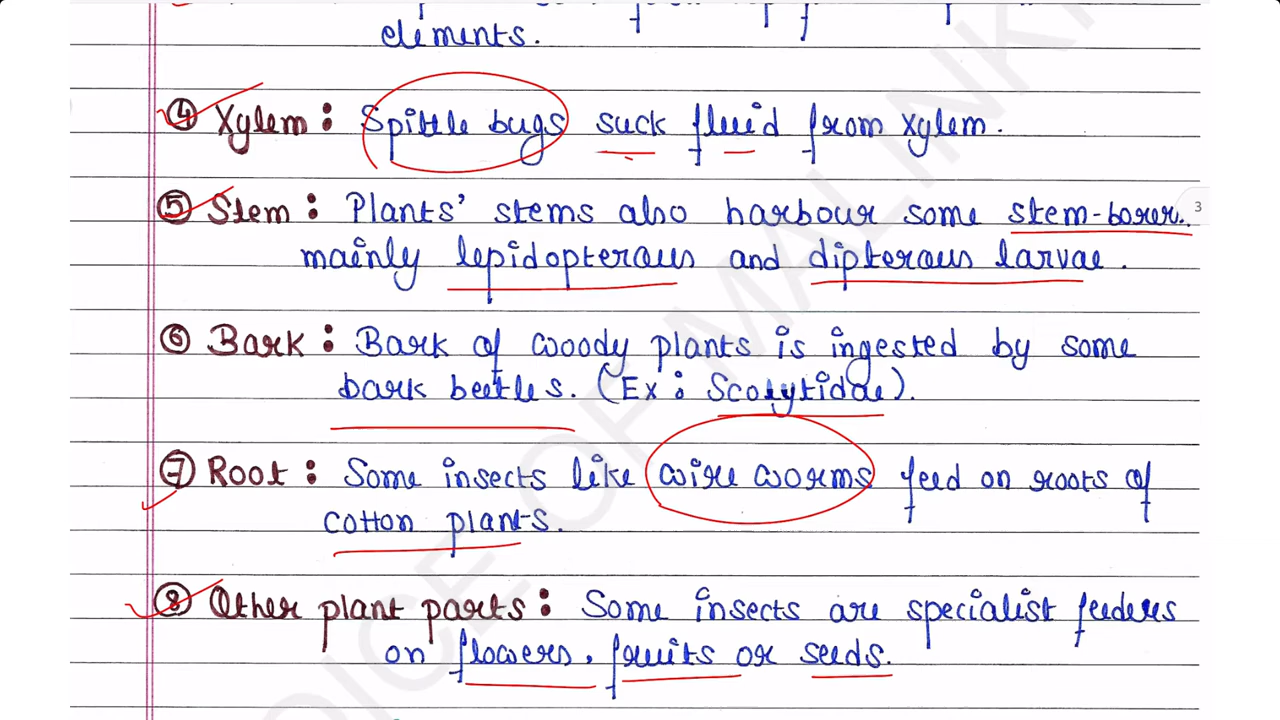 elements.
④ Xylem : Spittle bugs suck fluid from xylem.
⑤ Stem : Plants' stems also harbour some stem-borer. 3
mainly lepidopterous and dipterous larvae.
⑥ Bark : Bark of woody plants is ingested by some
bark beetles. (Ex : Scolytidae).
⑦ Root : Some insects like wire worms feed on roots of
cotton plants.
⑧ Other plant parts : Some insects are specialist feeders
on flowers, fruits or seeds.